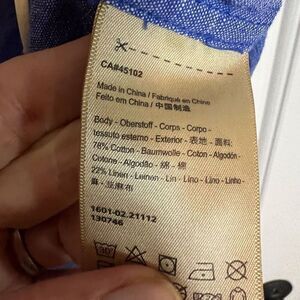 CA#45102
Made in China / Fabriqué en Chine
Feito em China / 中国制造
Body - Oberstoff - Corps - Corpo -
tessuto esterno - Exterior - 表地 - 面料:
78% Cotton - Baumwolle - Coton - Algodón -
Cotone - Algodão - 綿 - 棉
22% Linen - Leinen - Lin - Lino - Lino - Linho -
麻 - 亚麻布
1601-02.21112
130746